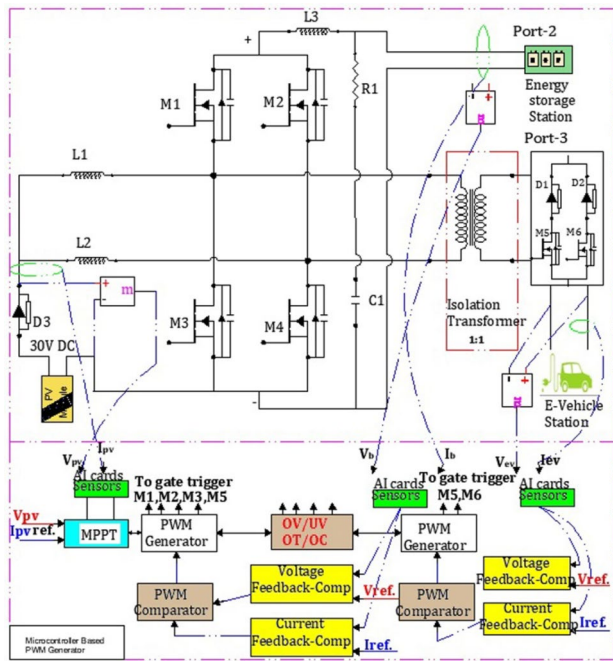 L3
+
Port-2
M1
M2
R1
- +
m
Energy
storage
Station
Port-3
L1
D1
D2
M5
M6
L2
+
-
m
D3
M3
M4
C1
Isolation
Transformer
1:1
30V DC
PV
-
- +
m
E-Vehicle
Station
Vpv
Ipv
Vb
Ib
Vev
Iev
AI cards
Sensors
To gate trigger
M1,M2,M3,M5
AI cards
Sensors
To gate trigger
M5,M6
AI cards
Sensors
Vpv
Ipv ref.
MPPT
PWM
Generator
OV/UV
OT/OC
PWM
Generator
Voltage
Feedback-Comp
Vref.
Voltage
Feedback-Comp
Vref.
PWM
Comparator
PWM
Comparator
Current
Feedback-Comp
Iref.
Current
Feedback-Comp
Iref.
Microcontroller Based
PWM Generator